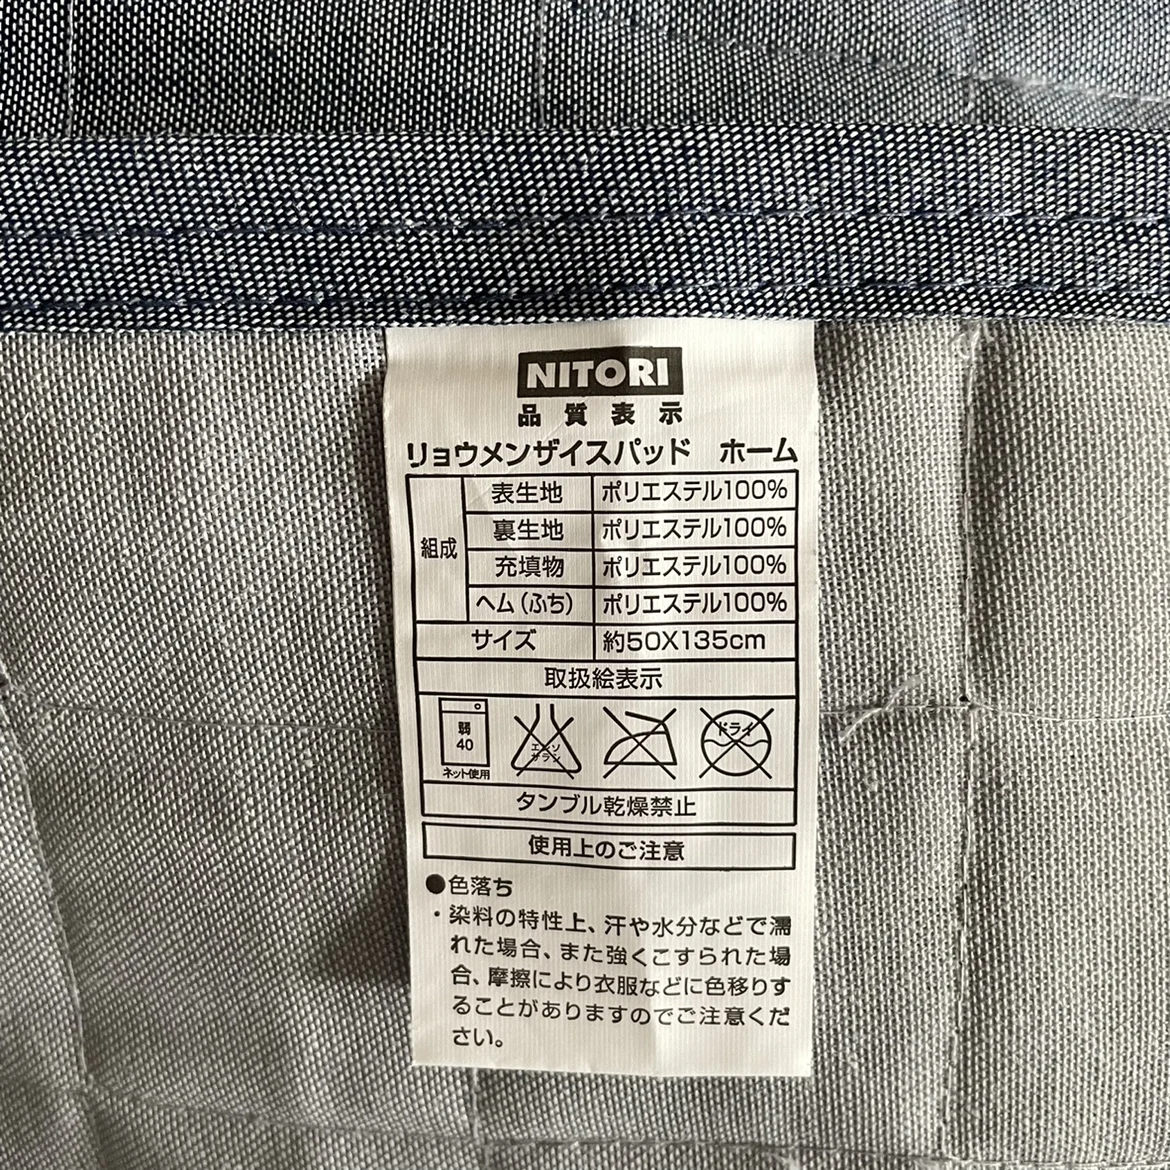 NITORI
品質表示
リョウメンザイスパッド ホーム
組成
表生地 ポリエステル100%
裏生地 ポリエステル100%
充填物 ポリエステル100%
ヘム(ふち) ポリエステル100%
サイズ 約50X135cm
取扱絵表示
弱
40
ネット使用
エンソ
サラシ
ドライ
タンブル乾燥禁止
使用上のご注意
●色落ち
・染料の特性上、汗や水分などで濡
れた場合、また強くこすられた場
合、摩擦により衣服などに色移りす
ることがありますのでご注意くだ
さい。